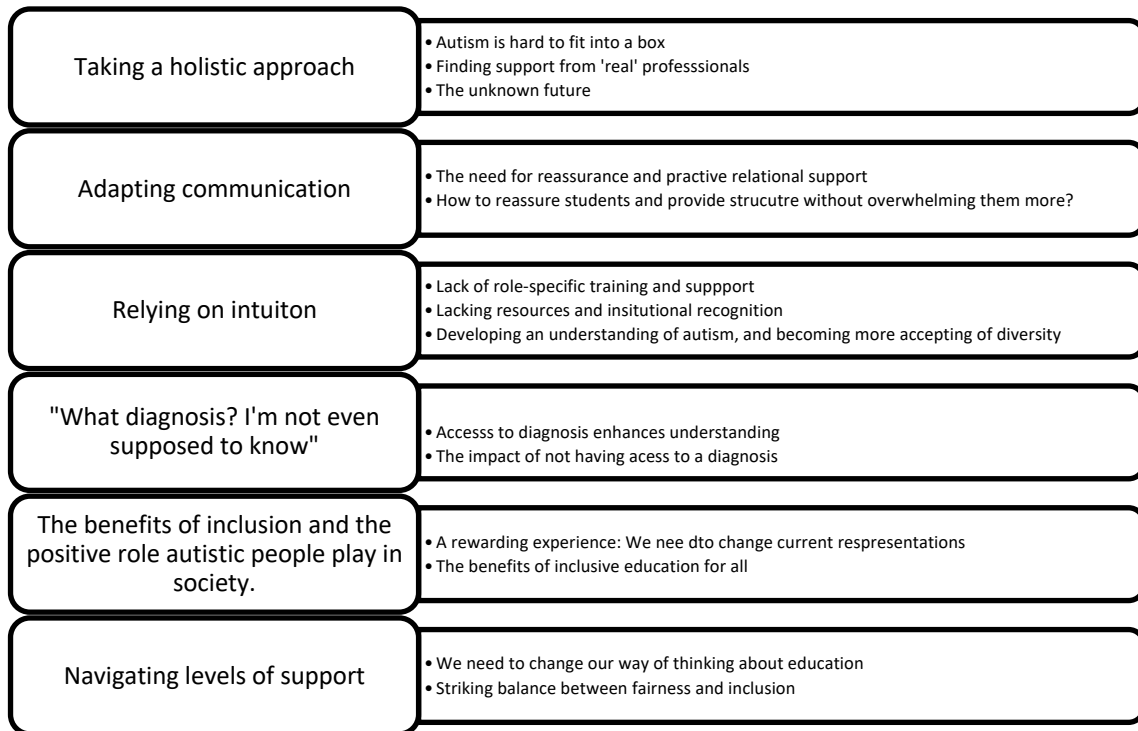 Taking a holistic approach
• Autism is hard to fit into a box
• Finding support from 'real' professsionals
• The unknown future
Adapting communication
• The need for reassurance and practive relational support
• How to reassure students and provide strucutre without overwhelming them more?
Relying on intuiton
• Lack of role-specific training and suppport
• Lacking resources and insitutional recognition
• Developing an understanding of autism, and becoming more accepting of diversity
"What diagnosis? I'm not even
supposed to know"
• Accesss to diagnosis enhances understanding
• The impact of not having acess to a diagnosis
The benefits of inclusion and the
positive role autistic people play in
society.
• A rewarding experience: We nee dto change current respresentations
• The benefits of inclusive education for all
Navigating levels of support
• We need to change our way of thinking about education
• Striking balance between fairness and inclusion